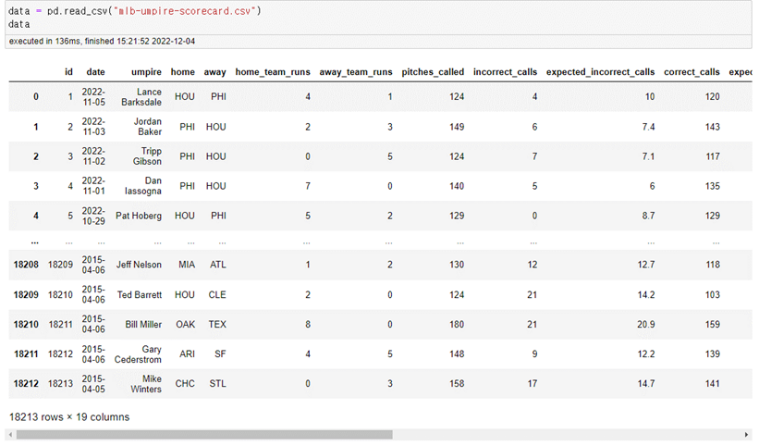 data = pd.read_csv("mlb-umpire-scorecard.csv")
data
executed in 136ms, finished 15:21:52 2022-12-04
id date umpire home away home_team_runs away_team_runs pitches_called incorrect_calls expected_incorrect_calls correct_calls expec
0 1 2022-11-05 Lance Barksdale HOU PHI 4 1 124 4 10 120
1 2 2022-11-03 Jordan Baker PHI HOU 2 3 149 6 7.4 143
2 3 2022-11-02 Tripp Gibson PHI HOU 0 5 124 7 7.1 117
3 4 2022-11-01 Dan Iassogna PHI HOU 7 0 140 5 6 135
4 5 2022-10-29 Pat Hoberg HOU PHI 5 2 129 0 8.7 129
... ... ... ... ... ... ... ... ... ... ... ...
18208 18209 2015-04-06 Jeff Nelson MIA ATL 1 2 130 12 12.7 118
18209 18210 2015-04-06 Ted Barrett HOU CLE 2 0 124 21 14.2 103
18210 18211 2015-04-06 Bill Miller OAK TEX 8 0 180 21 20.9 159
18211 18212 2015-04-06 Gary Cederstrom ARI SF 4 5 148 9 12.2 139
18212 18213 2015-04-05 Mike Winters CHC STL 0 3 158 17 14.7 141
18213 rows × 19 columns